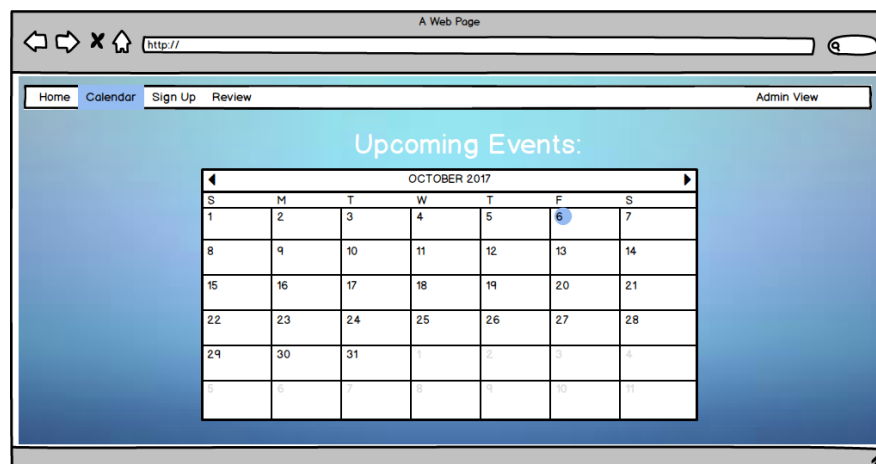 A Web Page
http://
Home Calendar Sign Up Review Admin View
Upcoming Events:
OCTOBER 2017
S M T W T F S
1 2 3 4 5 6 7
8 9 10 11 12 13 14
15 16 17 18 19 20 21
22 23 24 25 26 27 28
29 30 31 1 2 3 4
5 6 7 8 9 10 11